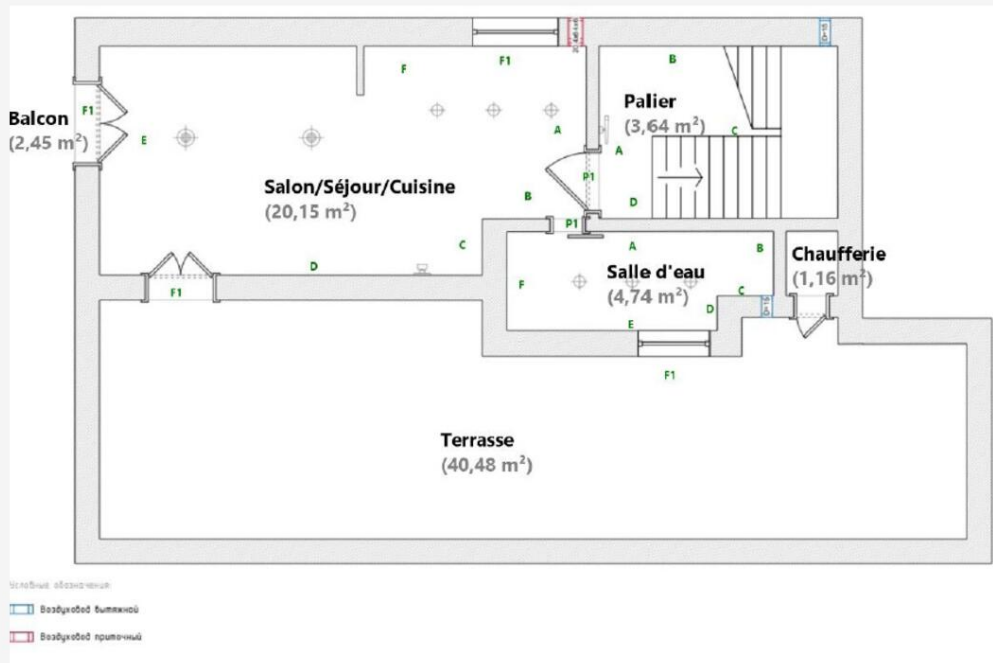 F
F1
B
D=15
Balcon
(2,45 m²)
F1
E
A
Palier
(3,64 m²)
C
A
Salon/Séjour/Cuisine
(20,15 m²)
P1
B
D
P1
C
A
B
Chaufferie
(1,16 m²)
D
F1
F
Salle d'eau
(4,74 m²)
C
D
E
F1
Terrasse
(40,48 m²)
Условные обозначения:
Воздуховод вытяжной
Воздуховод приточный